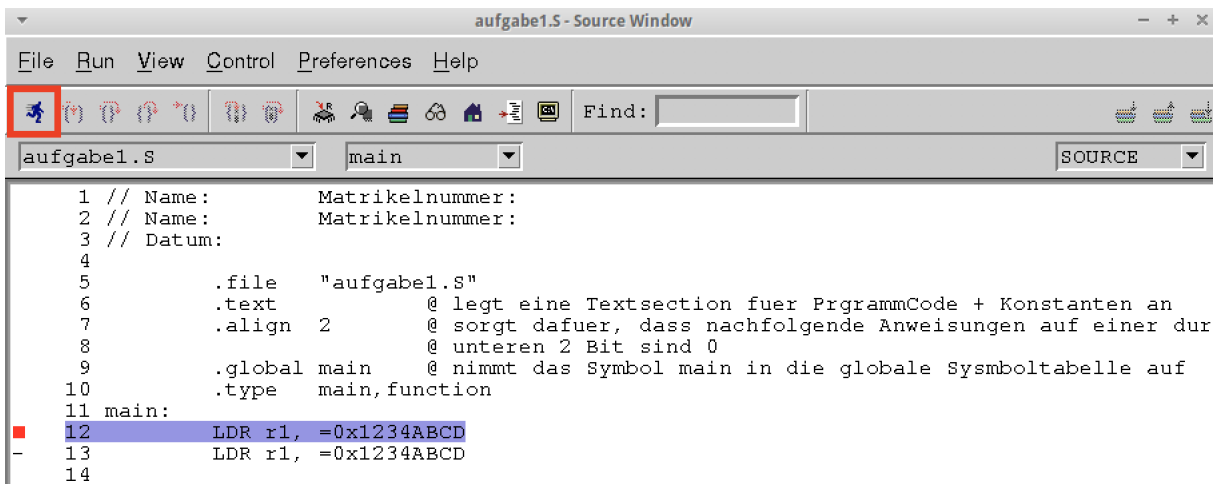 aufgabe1.S - Source Window
File Run View Control Preferences Help
Find:
aufgabe1.S main SOURCE
1 // Name: Matrikelnummer:
2 // Name: Matrikelnummer:
3 // Datum:
4
5 .file "aufgabe1.S"
6 .text @ legt eine Textsection fuer PrgrammCode + Konstanten an
7 .align 2 @ sorgt dafuer, dass nachfolgende Anweisungen auf einer dur
8 @ unteren 2 Bit sind 0
9 .global main @ nimmt das Symbol main in die globale Sysmboltabelle auf
10 .type main,function
11 main:
12 LDR r1, =0x1234ABCD
13 LDR r1, =0x1234ABCD
14